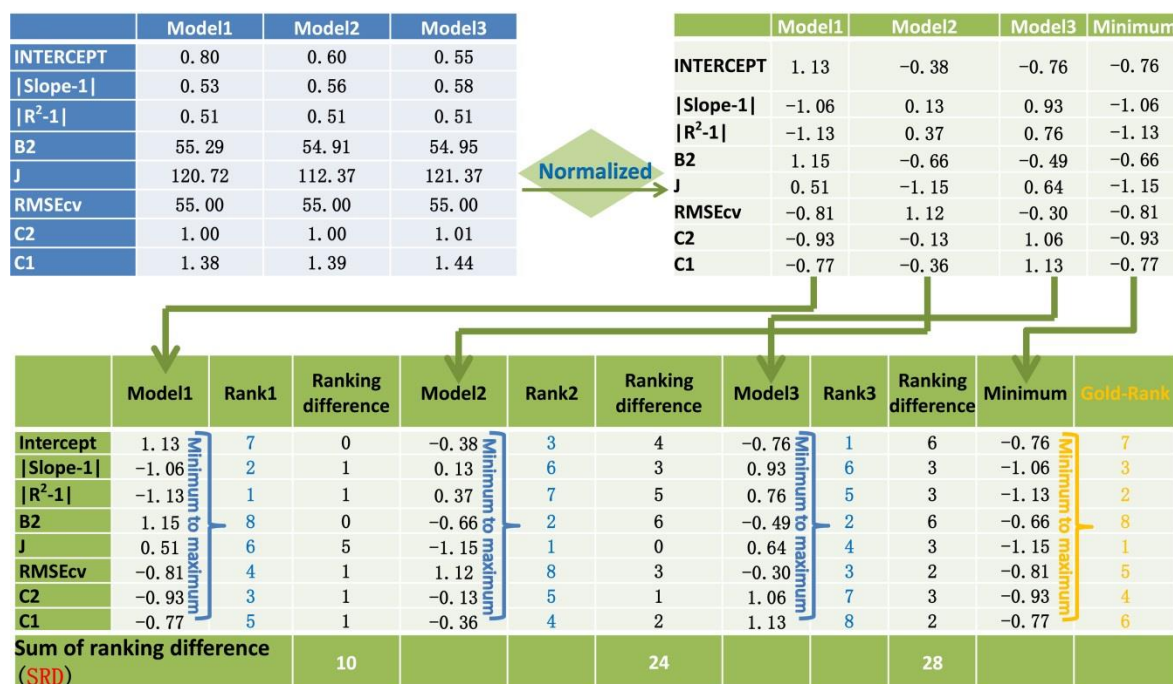 Model1 Model2 Model3
INTERCEPT 0.80 0.60 0.55
|Slope-1| 0.53 0.56 0.58
|R²-1| 0.51 0.51 0.51
B2 55.29 54.91 54.95
J 120.72 112.37 121.37
RMSEcv 55.00 55.00 55.00
C2 1.00 1.00 1.01
C1 1.38 1.39 1.44
Normalized
Model1 Model2 Model3 Minimum
INTERCEPT 1.13 -0.38 -0.76 -0.76
|Slope-1| -1.06 0.13 0.93 -1.06
|R²-1| -1.13 0.37 0.76 -1.13
B2 1.15 -0.66 -0.49 -0.66
J 0.51 -1.15 0.64 -1.15
RMSEcv -0.81 1.12 -0.30 -0.81
C2 -0.93 -0.13 1.06 -0.93
C1 -0.77 -0.36 1.13 -0.77
Model1 Rank1 Ranking difference Model2 Rank2 Ranking difference Model3 Rank3 Ranking difference Minimum Gold-Rank
Intercept 1.13 7 0 -0.38 3 4 -0.76 1 6 -0.76 7
|Slope-1| -1.06 2 1 0.13 6 3 0.93 6 3 -1.06 3
|R²-1| -1.13 1 1 0.37 7 5 0.76 5 3 -1.13 2
B2 1.15 8 0 -0.66 2 6 -0.49 2 6 -0.66 8
J 0.51 6 5 -1.15 1 0 0.64 4 3 -1.15 1
RMSEcv -0.81 4 1 1.12 8 3 -0.30 3 2 -0.81 5
C2 -0.93 3 1 -0.13 5 1 1.06 7 3 -0.93 4
C1 -0.77 5 1 -0.36 4 2 1.13 8 2 -0.77 6
Minimum to maximum
Minimum to maximum
Minimum to maximum
Minimum to maximum
Sum of ranking difference
(SRD) 10 24 28